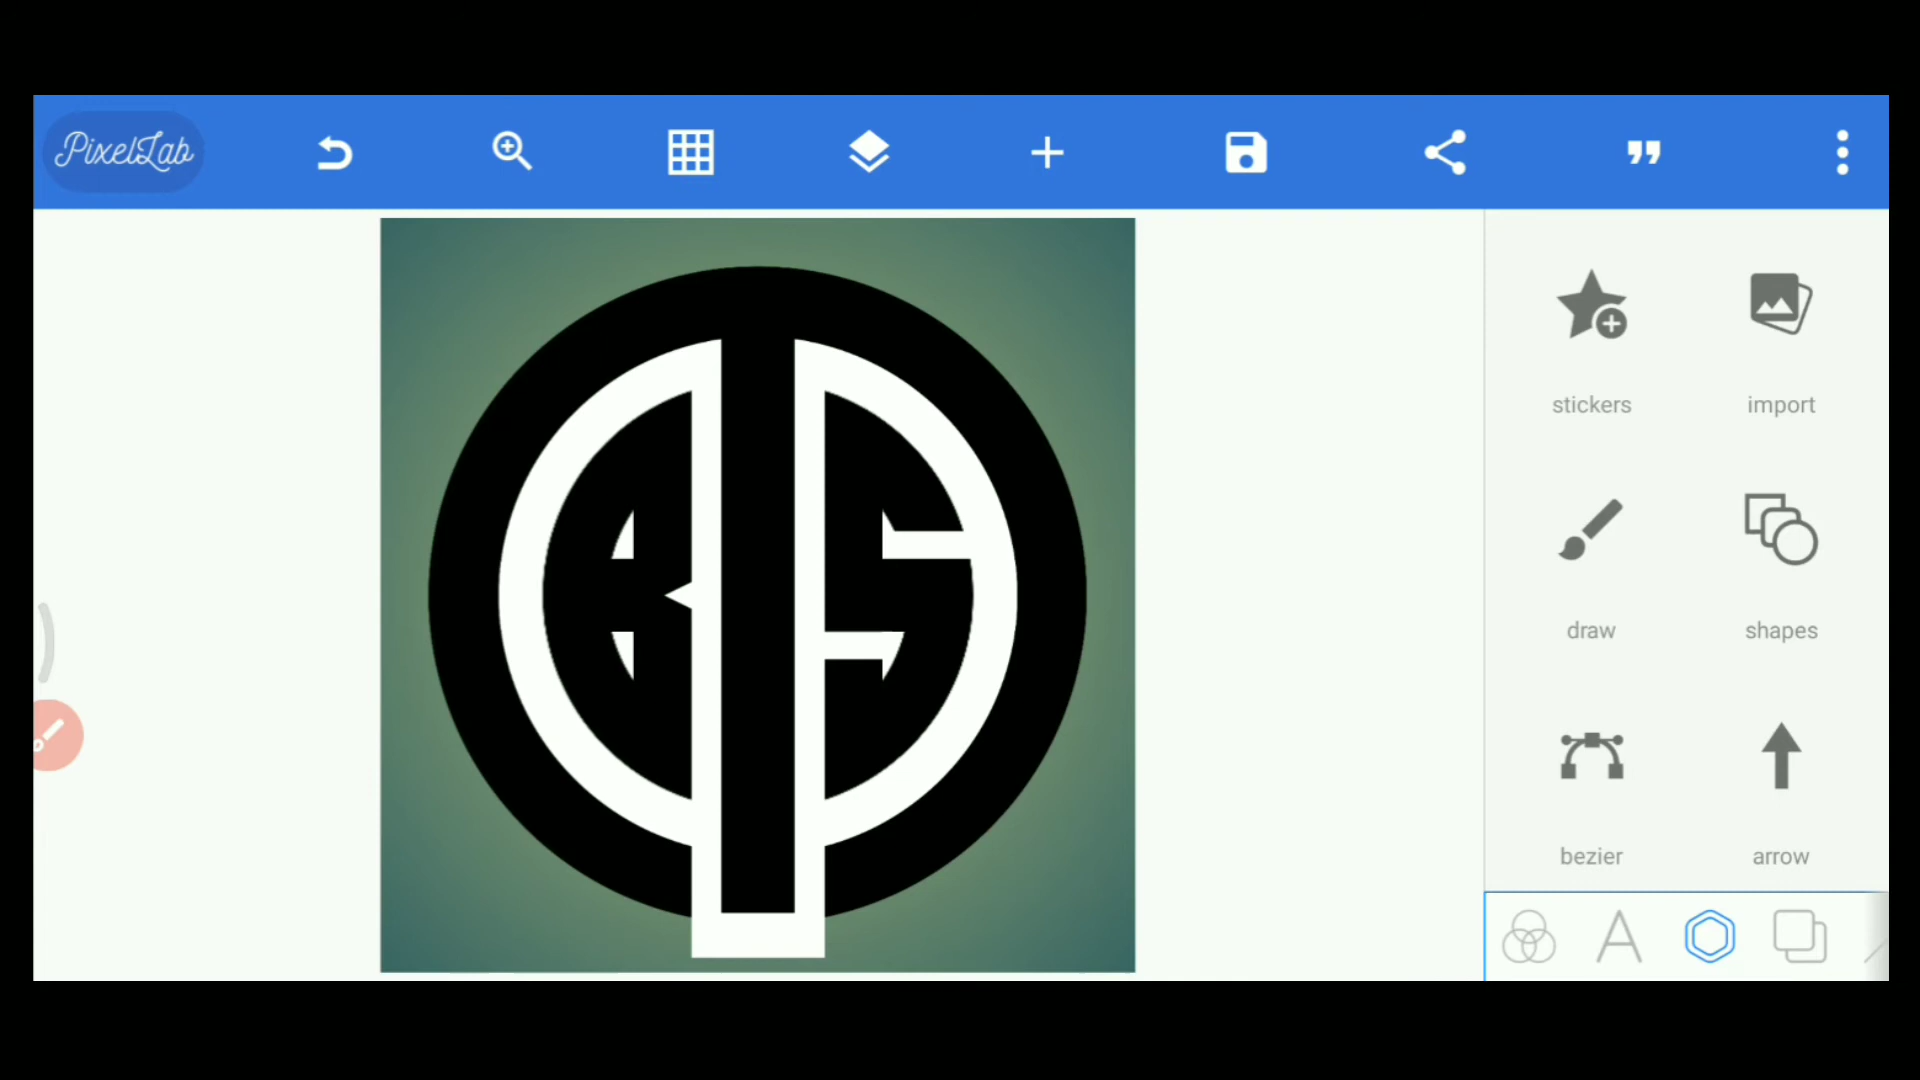 PixelLab
stickers import
draw shapes
bezier arrow